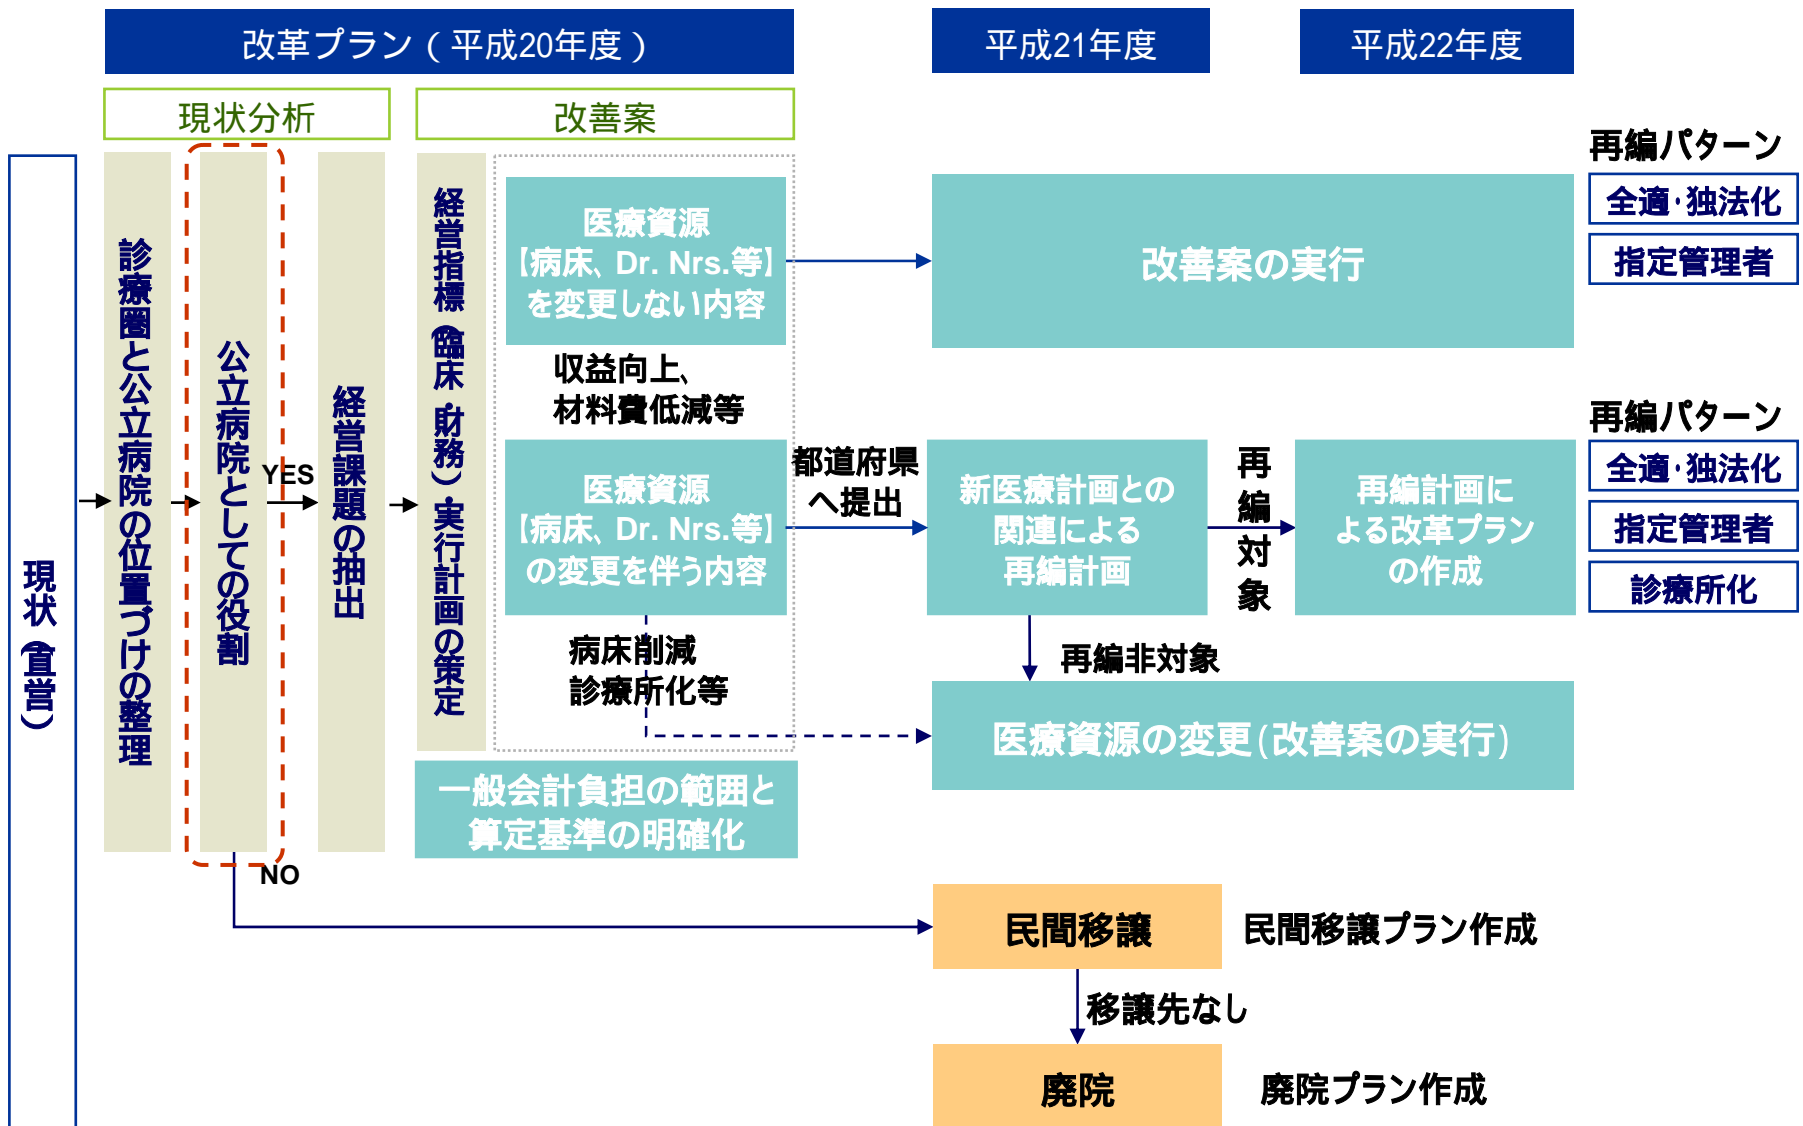 改革プラン（平成20年度）
平成21年度
平成22年度
現状分析
改善案
現状（直営）
診療圏と公立病院の位置づけの整理
公立病院としての役割
YES
NO
経営課題の抽出
経営指標（臨床・財務）・実行計画の策定
医療資源
【病床、Dr. Nrs.等】
を変更しない内容
収益向上、
材料費低減等
医療資源
【病床、Dr. Nrs.等】
の変更を伴う内容
病床削減
診療所化等
一般会計負担の範囲と
算定基準の明確化
都道府県
へ提出
改善案の実行
再編パターン
全適・独法化
指定管理者
新医療計画との
関連による
再編計画
再編対象
再編計画に
よる改革プラン
の作成
再編パターン
全適・独法化
指定管理者
診療所化
再編非対象
医療資源の変更(改善案の実行)
民間移譲
民間移譲プラン作成
移譲先なし
廃院
廃院プラン作成